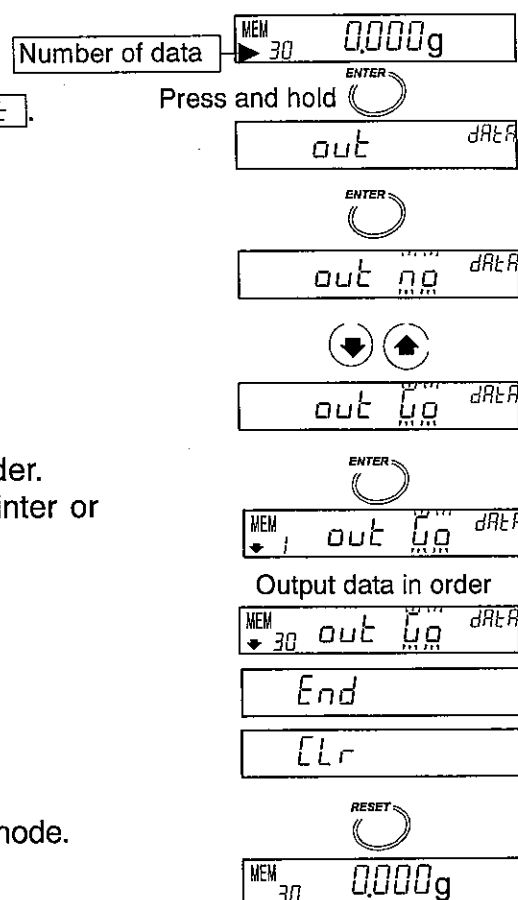 MEM
Number of data 30 0.000g
ENTER
Press and hold
t .
out dAtA
ENTER
out no dAtA
out Go dAtA
der.
ENTER
inter or
MEM
1 out Go dAtA
Output data in order
MEM
30 out Go dAtA
End
CLr
RESET
node.
MEM
30 0.000g